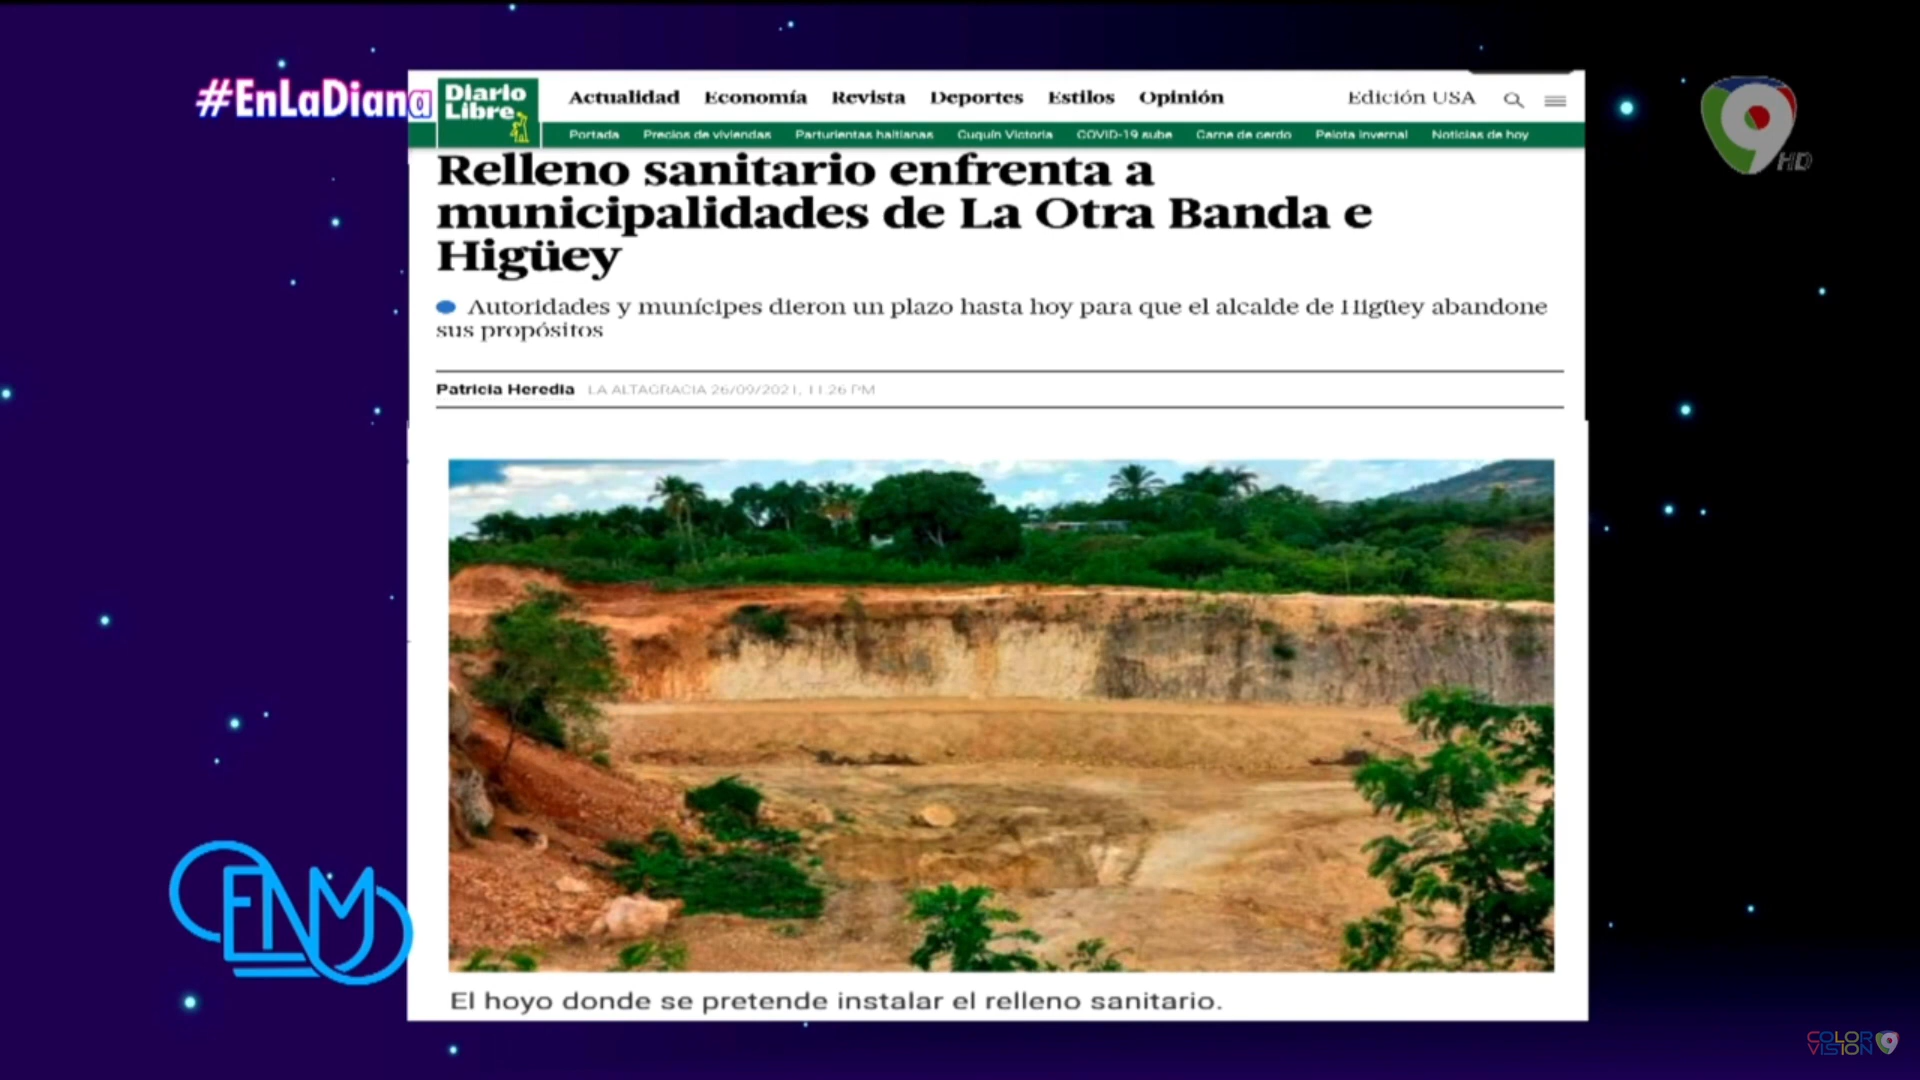 #EnLaDiana
Diario
Libre
Actualidad Economía Revista Deportes Estilos Opinión Edición USA
Portada Precios de viviendas Parturientas haitianas Cuquín Victoria COVID-19 sube Carne de cerdo Pelota invernal Noticias de hoy
HD
Relleno sanitario enfrenta a
municipalidades de La Otra Banda e
Higüey
Autoridades y munícipes dieron un plazo hasta hoy para que el alcalde de Higüey abandone
sus propósitos
Patricia Heredia LA ALTAGRACIA 26/09/2021, 11:26 PM
ENM
El hoyo donde se pretende instalar el relleno sanitario.
COLOR
VISION